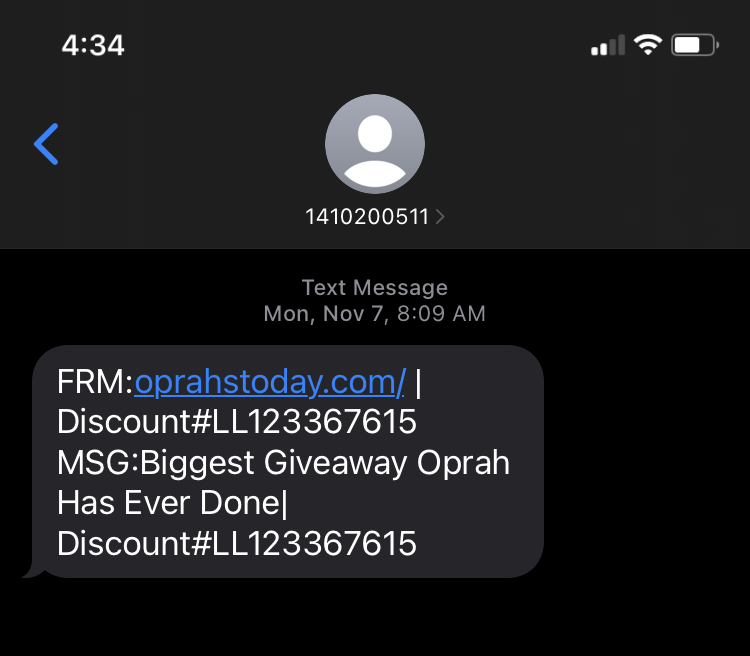 4:34
1410200511
Text Message
Mon, Nov 7, 8:09 AM
FRM:oprahstoday.com/ |
Discount#LL123367615
MSG:Biggest Giveaway Oprah
Has Ever Done|
Discount#LL123367615